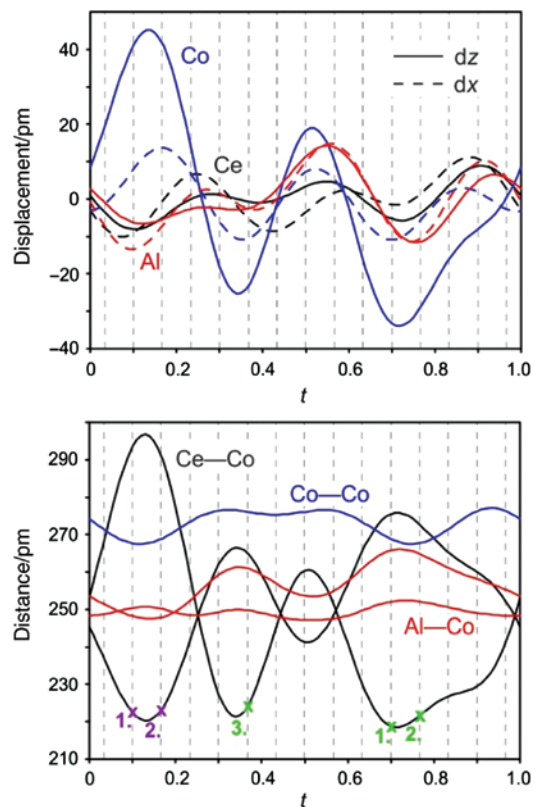 40
20
0
−20
−40
Displacement/pm
Co
Ce
Al
dz
dx
0 0.2 0.4 0.6 0.8 1.0
t
290
270
250
230
210
Distance/pm
Ce—Co
Co—Co
Al—Co
1. 2. 3. 1. 2.
0 0.2 0.4 0.6 0.8 1.0
t